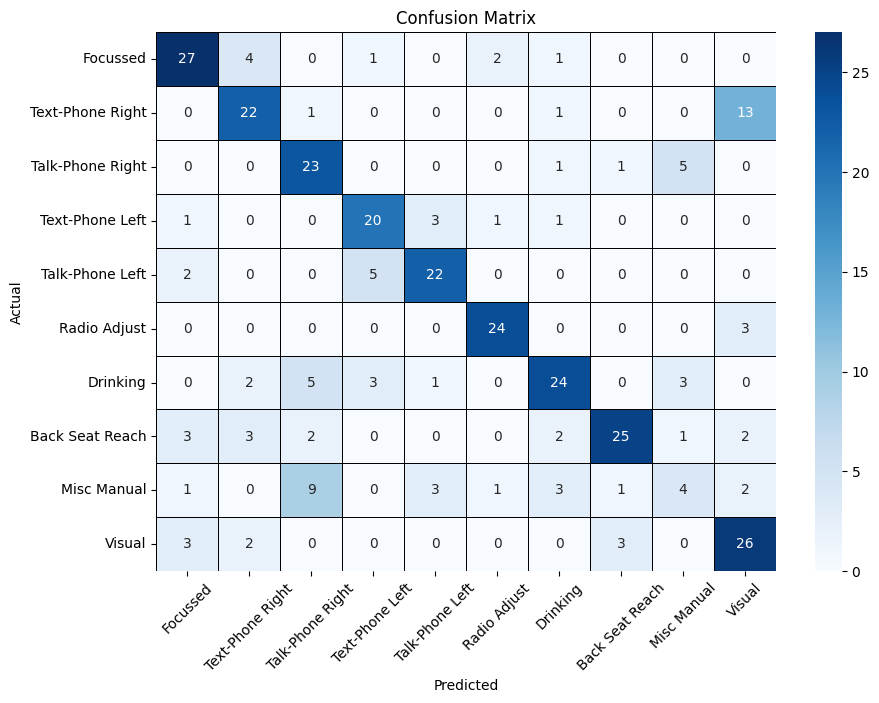 Confusion Matrix
Focussed 27 4 0 1 0 2 1 0 0 0
Text-Phone Right 0 22 1 0 0 0 1 0 0 13
Talk-Phone Right 0 0 23 0 0 0 1 1 5 0
Text-Phone Left 1 0 0 20 3 1 1 0 0 0
Talk-Phone Left 2 0 0 5 22 0 0 0 0 0
Radio Adjust 0 0 0 0 0 24 0 0 0 3
Drinking 0 2 5 3 1 0 24 0 3 0
Back Seat Reach 3 3 2 0 0 0 2 25 1 2
Misc Manual 1 0 9 0 3 1 3 1 4 2
Visual 3 2 0 0 0 0 0 3 0 26
Actual
Focussed Text-Phone Right Talk-Phone Right Text-Phone Left Talk-Phone Left Radio Adjust Drinking Back Seat Reach Misc Manual Visual
Predicted
25
20
15
10
5
0